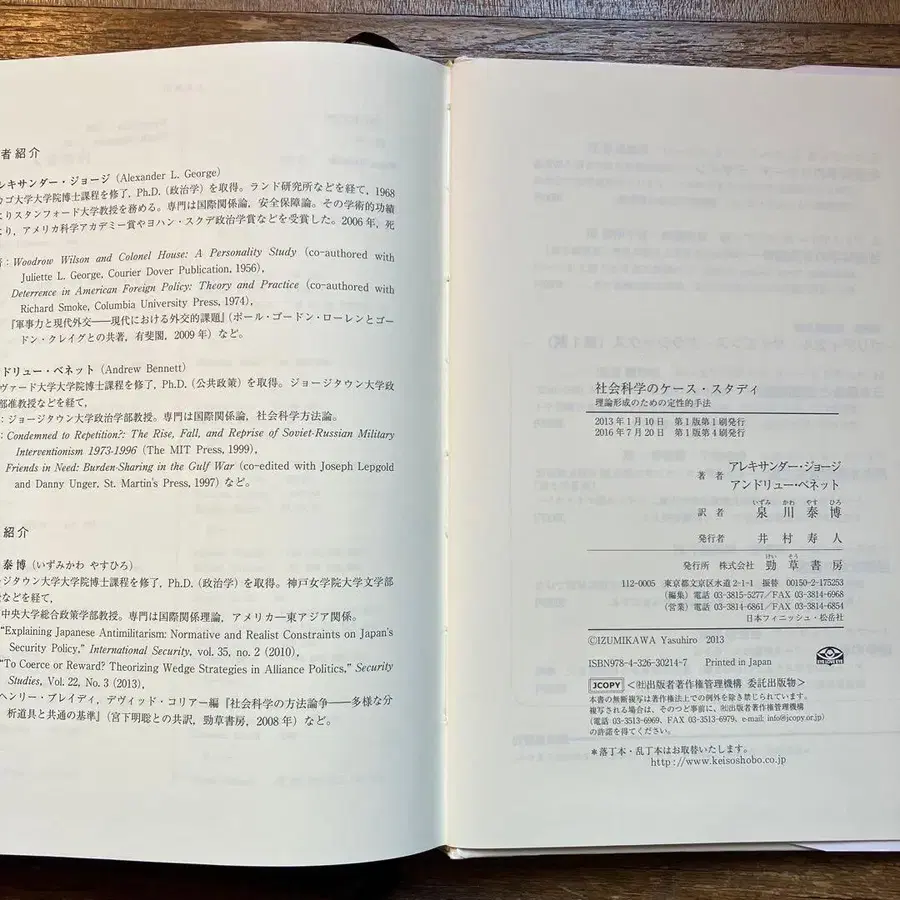 者紹介
レキサンダー・ジョージ（Alexander L. George）
カゴ大学大学院博士課程を修了，Ph.D.（政治学）を取得。ランド研究所などを経て，1968
よりスタンフォード大学教授を務める。専門は国際関係論，安全保障論。その学術的功績
より，アメリカ科学アカデミー賞やヨハン・スクデ政治学賞などを受賞した。2006年，死
：Woodrow Wilson and Colonel House: A Personality Study (co-authored with
Juliette L. George, Courier Dover Publication, 1956),
Deterrence in American Foreign Policy: Theory and Practice (co-authored with
Richard Smoke, Columbia University Press, 1974),
『軍事力と現代外交――現代における外交的課題』（ポール・ゴードン・ローレンとゴー
ドン・クレイグとの共著，有斐閣，2009年）など。
ドリュー・ベネット（Andrew Bennett）
ヴァード大学大学院博士課程を修了，Ph.D.（公共政策）を取得。ジョージタウン大学政
部准教授などを経て，
：ジョージタウン大学政治学部教授。専門は国際関係論，社会科学方法論。
：Condemned to Repetition?: The Rise, Fall, and Reprise of Soviet-Russian Military
Interventionism 1973-1996 (The MIT Press, 1999),
Friends in Need: Burden-Sharing in the Gulf War (co-edited with Joseph Lepgold
and Danny Unger, St. Martin's Press, 1997) など。
紹介
泰博（いずみかわ やすひろ）
ージタウン大学大学院博士課程を修了，Ph.D.（政治学）を取得。神戸女学院大学文学部
などを経て，
中央大学総合政策学部教授。専門は国際関係理論，アメリカ―東アジア関係。
"Explaining Japanese Antimilitarism: Normative and Realist Constraints on Japan's
Security Policy," International Security, vol. 35, no. 2 (2010),
"To Coerce or Reward? Theorizing Wedge Strategies in Alliance Politics," Security
Studies, Vol. 22, No. 3 (2013),
ヘンリー・ブレイディ，デヴィッド・コリアー編『社会科学の方法論争――多様な分
析道具と共通の基準』（宮下明聡との共訳，勁草書房，2008年）など。
社会科学のケース・スタディ
理論形成のための定性的手法
2013年1月10日　第1版第1刷発行
2016年7月20日　第1版第4刷発行
著者　アレキサンダー・ジョージ
アンドリュー・ベネット
いずみ　かわ　やす　ひろ
訳者　泉川泰博
発行者　井村寿人
けい　そう
発行所　株式会社　勁草書房
112-0005　東京都文京区水道2-1-1　振替　00150-2-175253
（編集）電話 03-3815-5277／FAX 03-3814-6968
（営業）電話 03-3814-6861／FAX 03-3814-6854
日本フィニッシュ・松岳社
©IZUMIKAWA Yasuhiro 2013
ISBN978-4-326-30214-7　Printed in Japan
EYE LOVE EYE
JCOPY ＜㈳出版者著作権管理機構 委託出版物＞
本書の無断複写は著作権法上での例外を除き禁じられています。
複写される場合は、そのつど事前に、㈳出版者著作権管理機構
（電話 03-3513-6969、FAX 03-3513-6979、e-mail: info@jcopy.or.jp）
の許諾を得てください。
＊落丁本・乱丁本はお取替いたします。
http://www.keisoshobo.co.jp